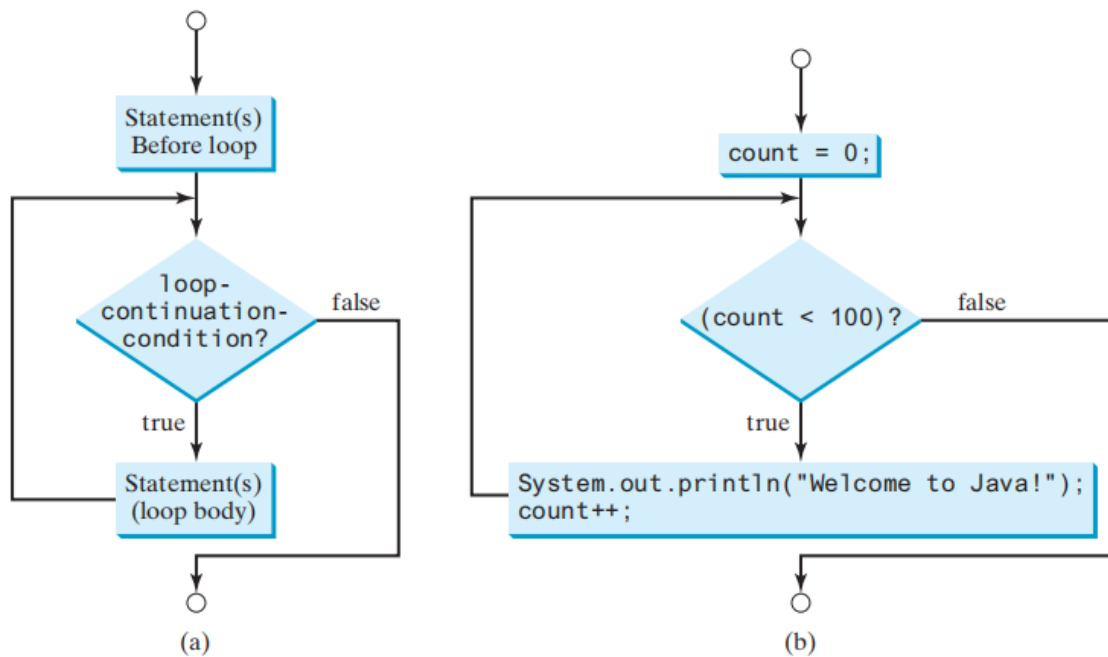 Statement(s)
Before loop
loop-
continuation-
condition?
false
true
Statement(s)
(loop body)
(a)
count = 0;
(count < 100)?
false
true
System.out.println("Welcome to Java!");
count++;
(b)